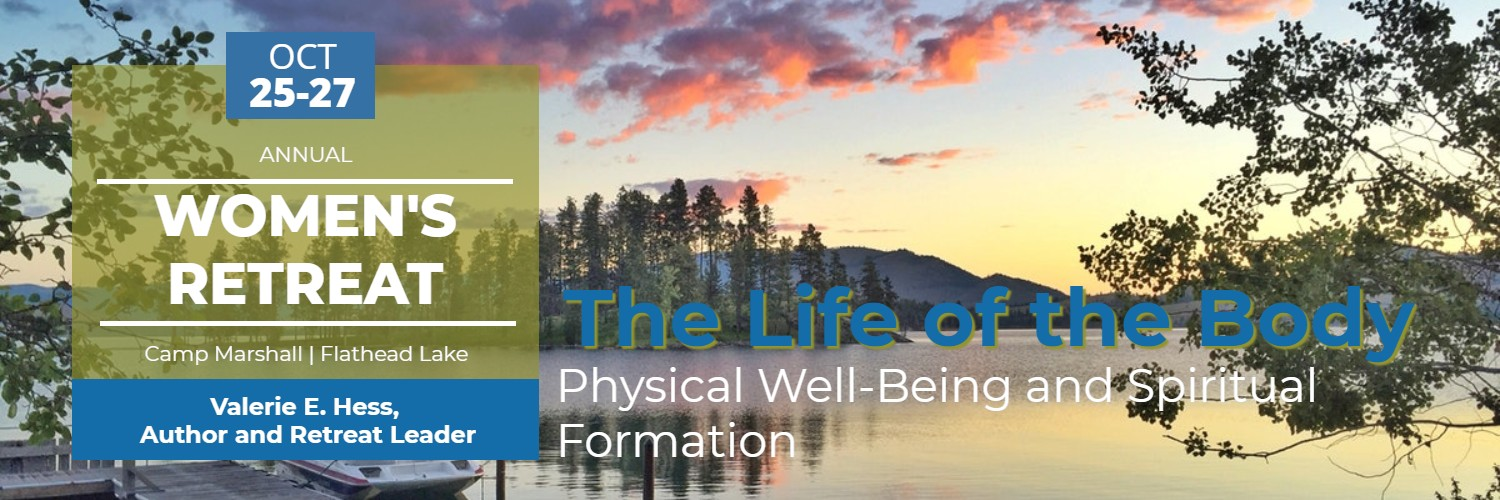 OCT
25-27
ANNUAL
WOMEN'S
RETREAT
Camp Marshall | Flathead Lake
Valerie E. Hess,
Author and Retreat Leader
The Life of the Body
Physical Well-Being and Spiritual
Formation